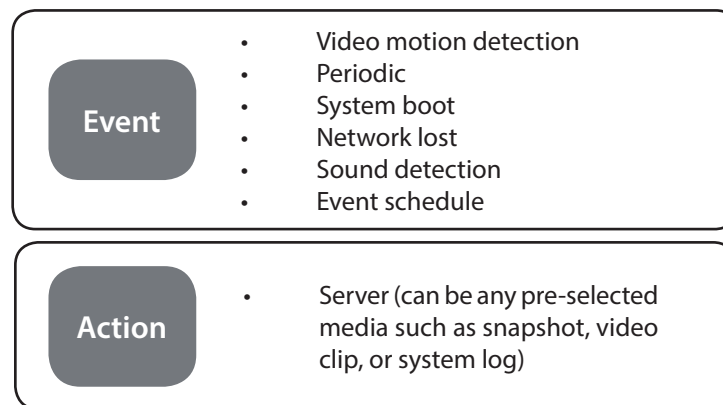 Event
• Video motion detection
• Periodic
• System boot
• Network lost
• Sound detection
• Event schedule
Action
• Server (can be any pre-selected
media such as snapshot, video
clip, or system log)